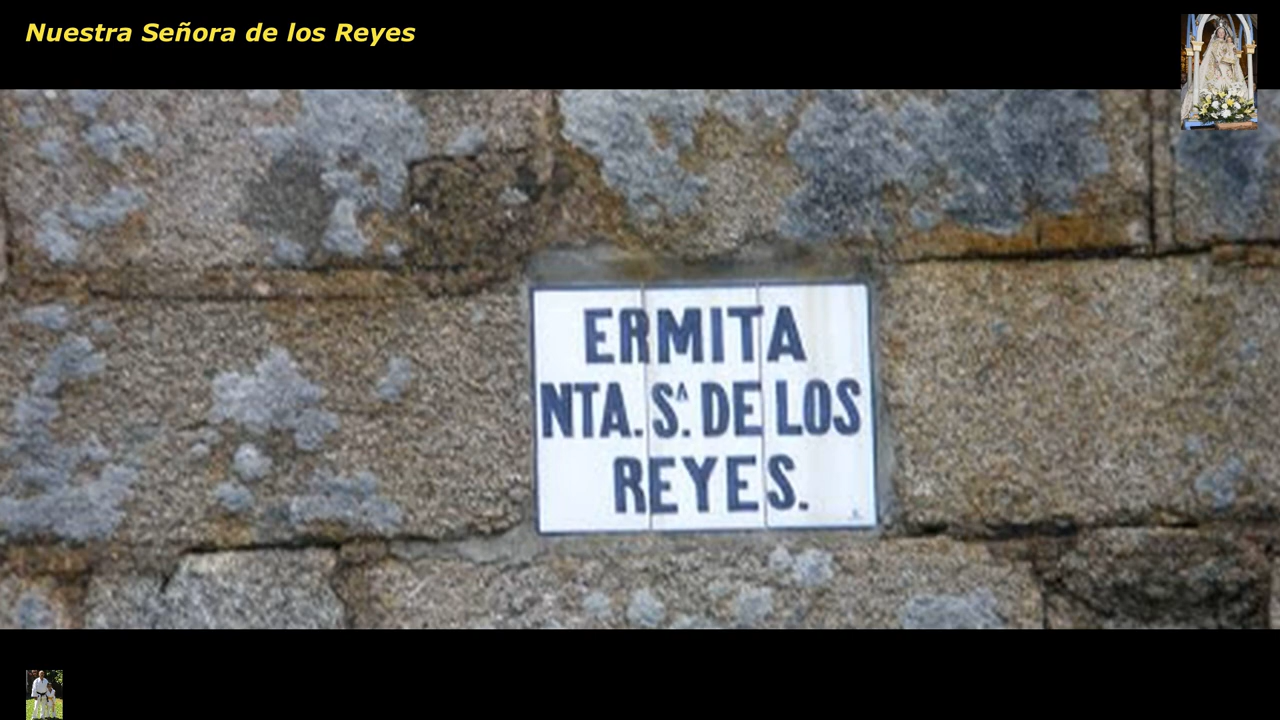 Nuestra Señora de los Reyes
ERMITA
NTA. Sᴬ. DE LOS
REYES.